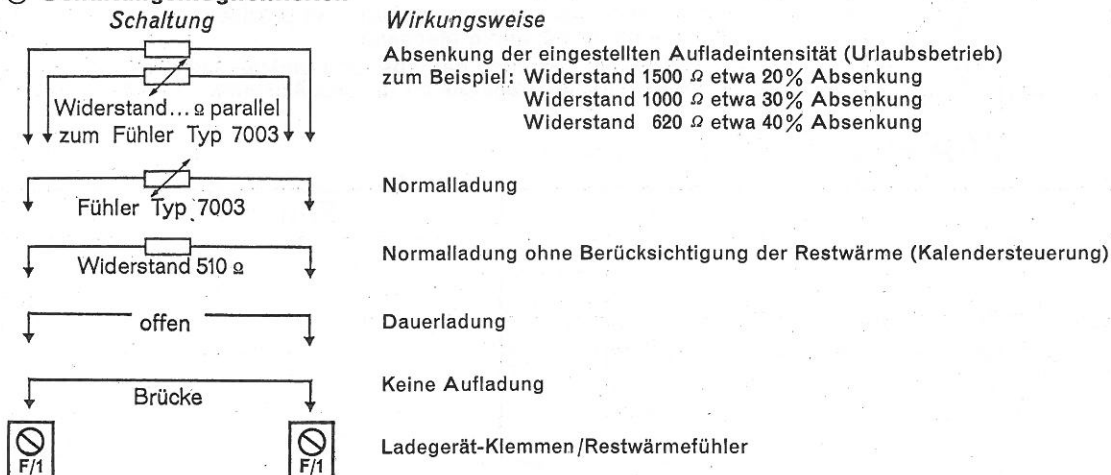 Schaltung
Wirkungsweise
Absenkung der eingestellten Aufladeintensität (Urlaubsbetrieb)
zum Beispiel: Widerstand 1500 Ω etwa 20% Absenkung
Widerstand 1000 Ω etwa 30% Absenkung
Widerstand 620 Ω etwa 40% Absenkung
Widerstand... Ω parallel
zum Fühler Typ 7003
Normalladung
Fühler Typ 7003
Normalladung ohne Berücksichtigung der Restwärme (Kalendersteuerung)
Widerstand 510 Ω
offen
Dauerladung
Brücke
Keine Aufladung
F/1
F/1
Ladegerät-Klemmen/Restwärmefühler